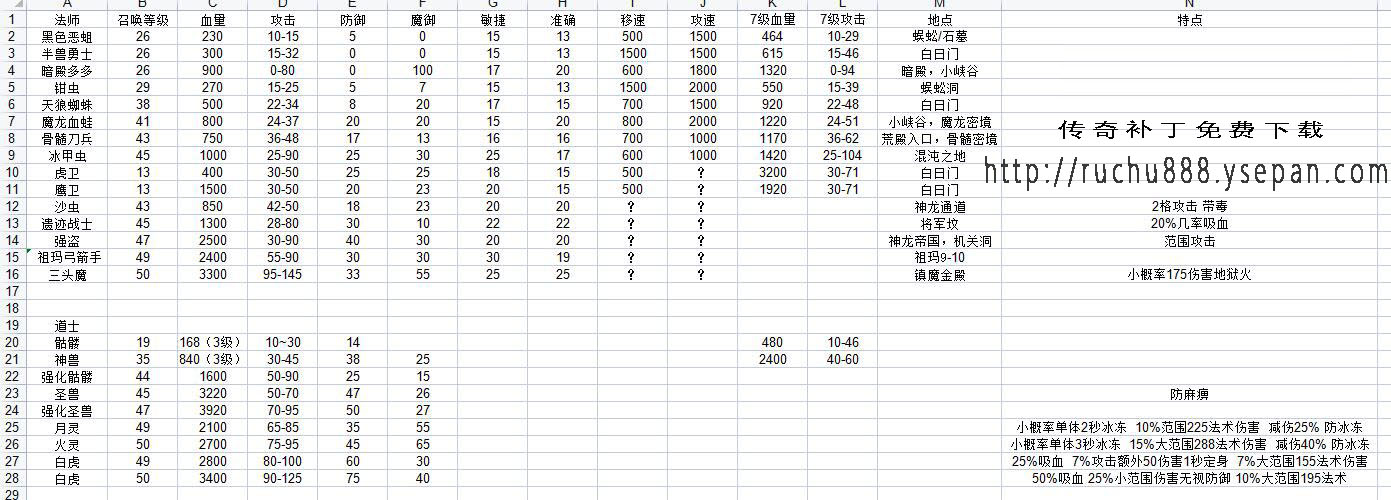 A B C D E F G H I J K L M N
1 法师 召唤等级 血量 攻击 防御 魔御 敏捷 准确 移速 攻速 7级血量 7级攻击 地点 特点
2 黑色恶蛆 26 230 10-15 5 0 15 13 500 1500 464 10-29 蜈蚣/石墓
3 半兽勇士 26 300 15-32 0 0 15 13 1500 1500 615 15-46 白日门
4 暗殿多多 26 900 0-80 0 100 17 20 600 1800 1320 0-94 暗殿，小峡谷
5 钳虫 29 270 15-25 5 7 15 13 1500 2000 550 15-39 蜈蚣洞
6 天狼蜘蛛 38 500 22-34 8 20 17 15 700 1500 920 22-48 白日门
7 魔龙血蛙 41 800 24-37 20 20 15 20 800 2000 1220 24-51 小峡谷，魔龙密境
8 骨髓刀兵 43 750 36-48 17 13 16 16 700 1000 1170 36-62 荒殿入口，骨髓密境
9 冰甲虫 45 1000 25-90 25 30 25 17 600 1000 1420 25-104 混沌之地
10 虎卫 13 400 30-50 25 25 18 15 500 ? 3200 30-71 白日门
11 鹰卫 13 1500 30-50 20 23 20 15 500 ? 1920 30-71 白日门
12 沙虫 43 850 42-50 18 23 20 20 ? ? 神龙通道 2格攻击 带毒
13 遗迹战士 45 1300 28-80 30 10 22 22 ? ? 将军坟 20%几率吸血
14 强盗 47 2500 30-90 40 30 20 20 ? ? 神龙帝国，机关洞 范围攻击
15 祖玛弓箭手 49 2400 55-90 30 30 30 19 ? ? 祖玛9-10
16 三头魔 50 3300 95-145 33 55 25 25 ? ? 镇魔金殿 小概率175伤害地狱火
传奇补丁免费下载
http://ruchu888.ysepan.com
17
18
19 道士
20 骷髅 19 168（3级） 10~30 14 480 10-46
21 神兽 35 840（3级） 30-45 38 25 2400 40-60
22 强化骷髅 44 1600 50-90 25 15
23 圣兽 45 3220 50-70 47 26 防麻痹
24 强化圣兽 47 3920 70-95 50 27
25 月灵 49 2100 65-85 35 55 小概率单体2秒冰冻 10%范围225法术伤害 减伤25% 防冰冻
26 火灵 50 2700 75-95 45 65 小概率单体3秒冰冻 15%大范围288法术伤害 减伤40% 防冰冻
27 白虎 49 2800 80-100 60 30 25%吸血 7%攻击额外50伤害1秒定身 7%大范围155法术伤害
28 白虎 50 3400 90-125 75 40 50%吸血 25%小范围伤害无视防御 10%大范围195法术
29